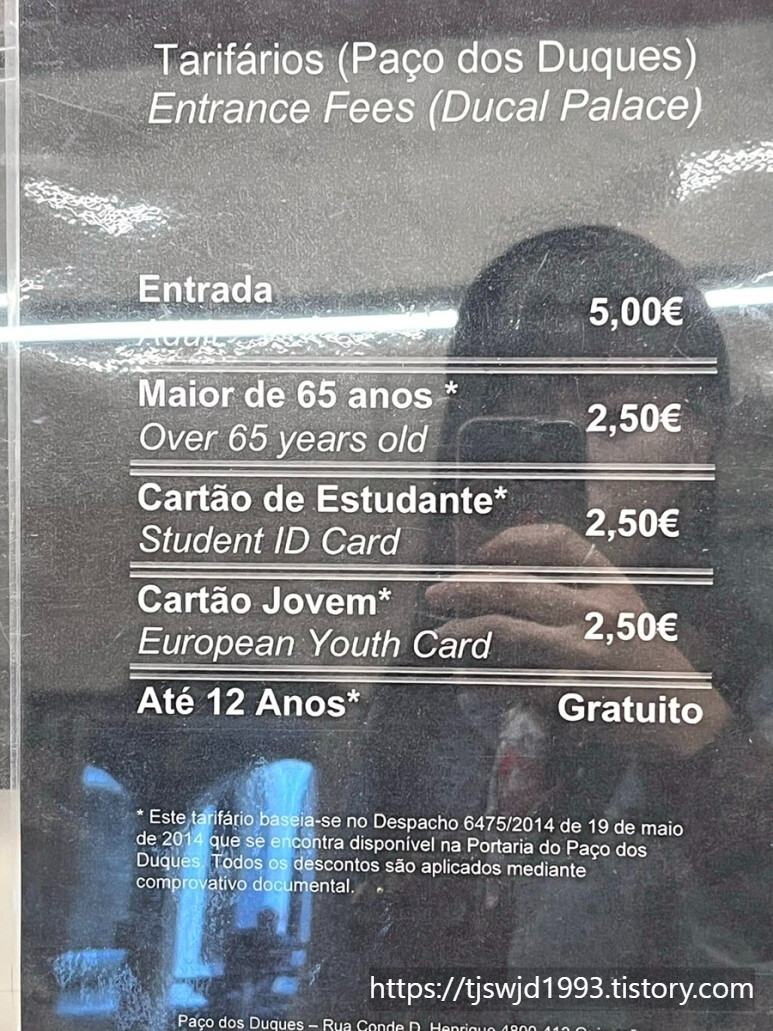 Tarifários (Paço dos Duques)
Entrance Fees (Ducal Palace)
Entrada
5,00€
Adult
Maior de 65 anos *
2,50€
Over 65 years old
Cartão de Estudante*
2,50€
Student ID Card
Cartão Jovem*
2,50€
European Youth Card
Até 12 Anos*
Gratuito
* Este tarifário baseia-se no Despacho 6475/2014 de 19 de maio
de 2014 que se encontra disponível na Portaria do Paço dos
Duques. Todos os descontos são aplicados mediante
comprovativo documental.
https://tjswjd1993.tistory.com
Paço dos Duques – Rua Conde D. Henrique 4800-412